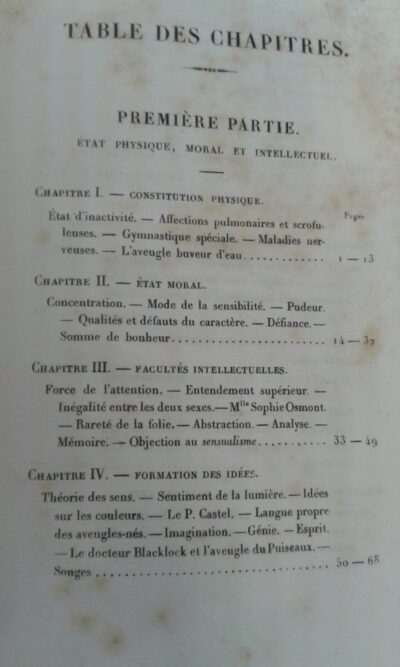 TABLE DES CHAPITRES.
PREMIÈRE PARTIE.
ÉTAT PHYSIQUE, MORAL ET INTELLECTUEL.
CHAPITRE I. — CONSTITUTION PHYSIQUE.
Pages
État d'inactivité. — Affections pulmonaires et scrofu-
leuses. — Gymnastique spéciale. — Maladies ner-
veuses. — L'aveugle buveur d'eau............ 1 — 13
CHAPITRE II. — ÉTAT MORAL.
Concentration. — Mode de la sensibilité. — Pudeur.
— Qualités et défauts du caractère. — Défiance. —
Somme de bonheur....................... 14 — 32
CHAPITRE III. — FACULTÉS INTELLECTUELLES.
Force de l'attention. — Entendement supérieur. —
Inégalité entre les deux sexes. — Mlle Sophie Osmont.
— Rareté de la folie. — Abstraction. — Analyse. —
Mémoire. — Objection au sensualisme........... 33 — 49
CHAPITRE IV. — FORMATION DES IDÉES.
Théorie des sens. — Sentiment de la lumière. — Idées
sur les couleurs. — Le P. Castel. — Langue propre
des aveugles-nés. — Imagination. — Génie. — Esprit.
— Le docteur Blacklock et l'aveugle du Puiseaux. —
Songes ................................ 50 — 68